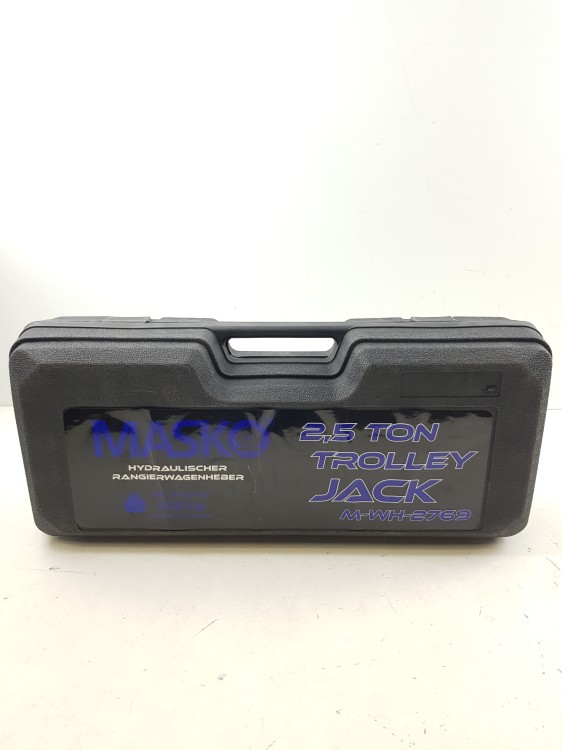 MASKO
HYDRAULISCHER
RANGIERWAGENHEBER
2,5 TON
TROLLEY
JACK
M-WH-2769